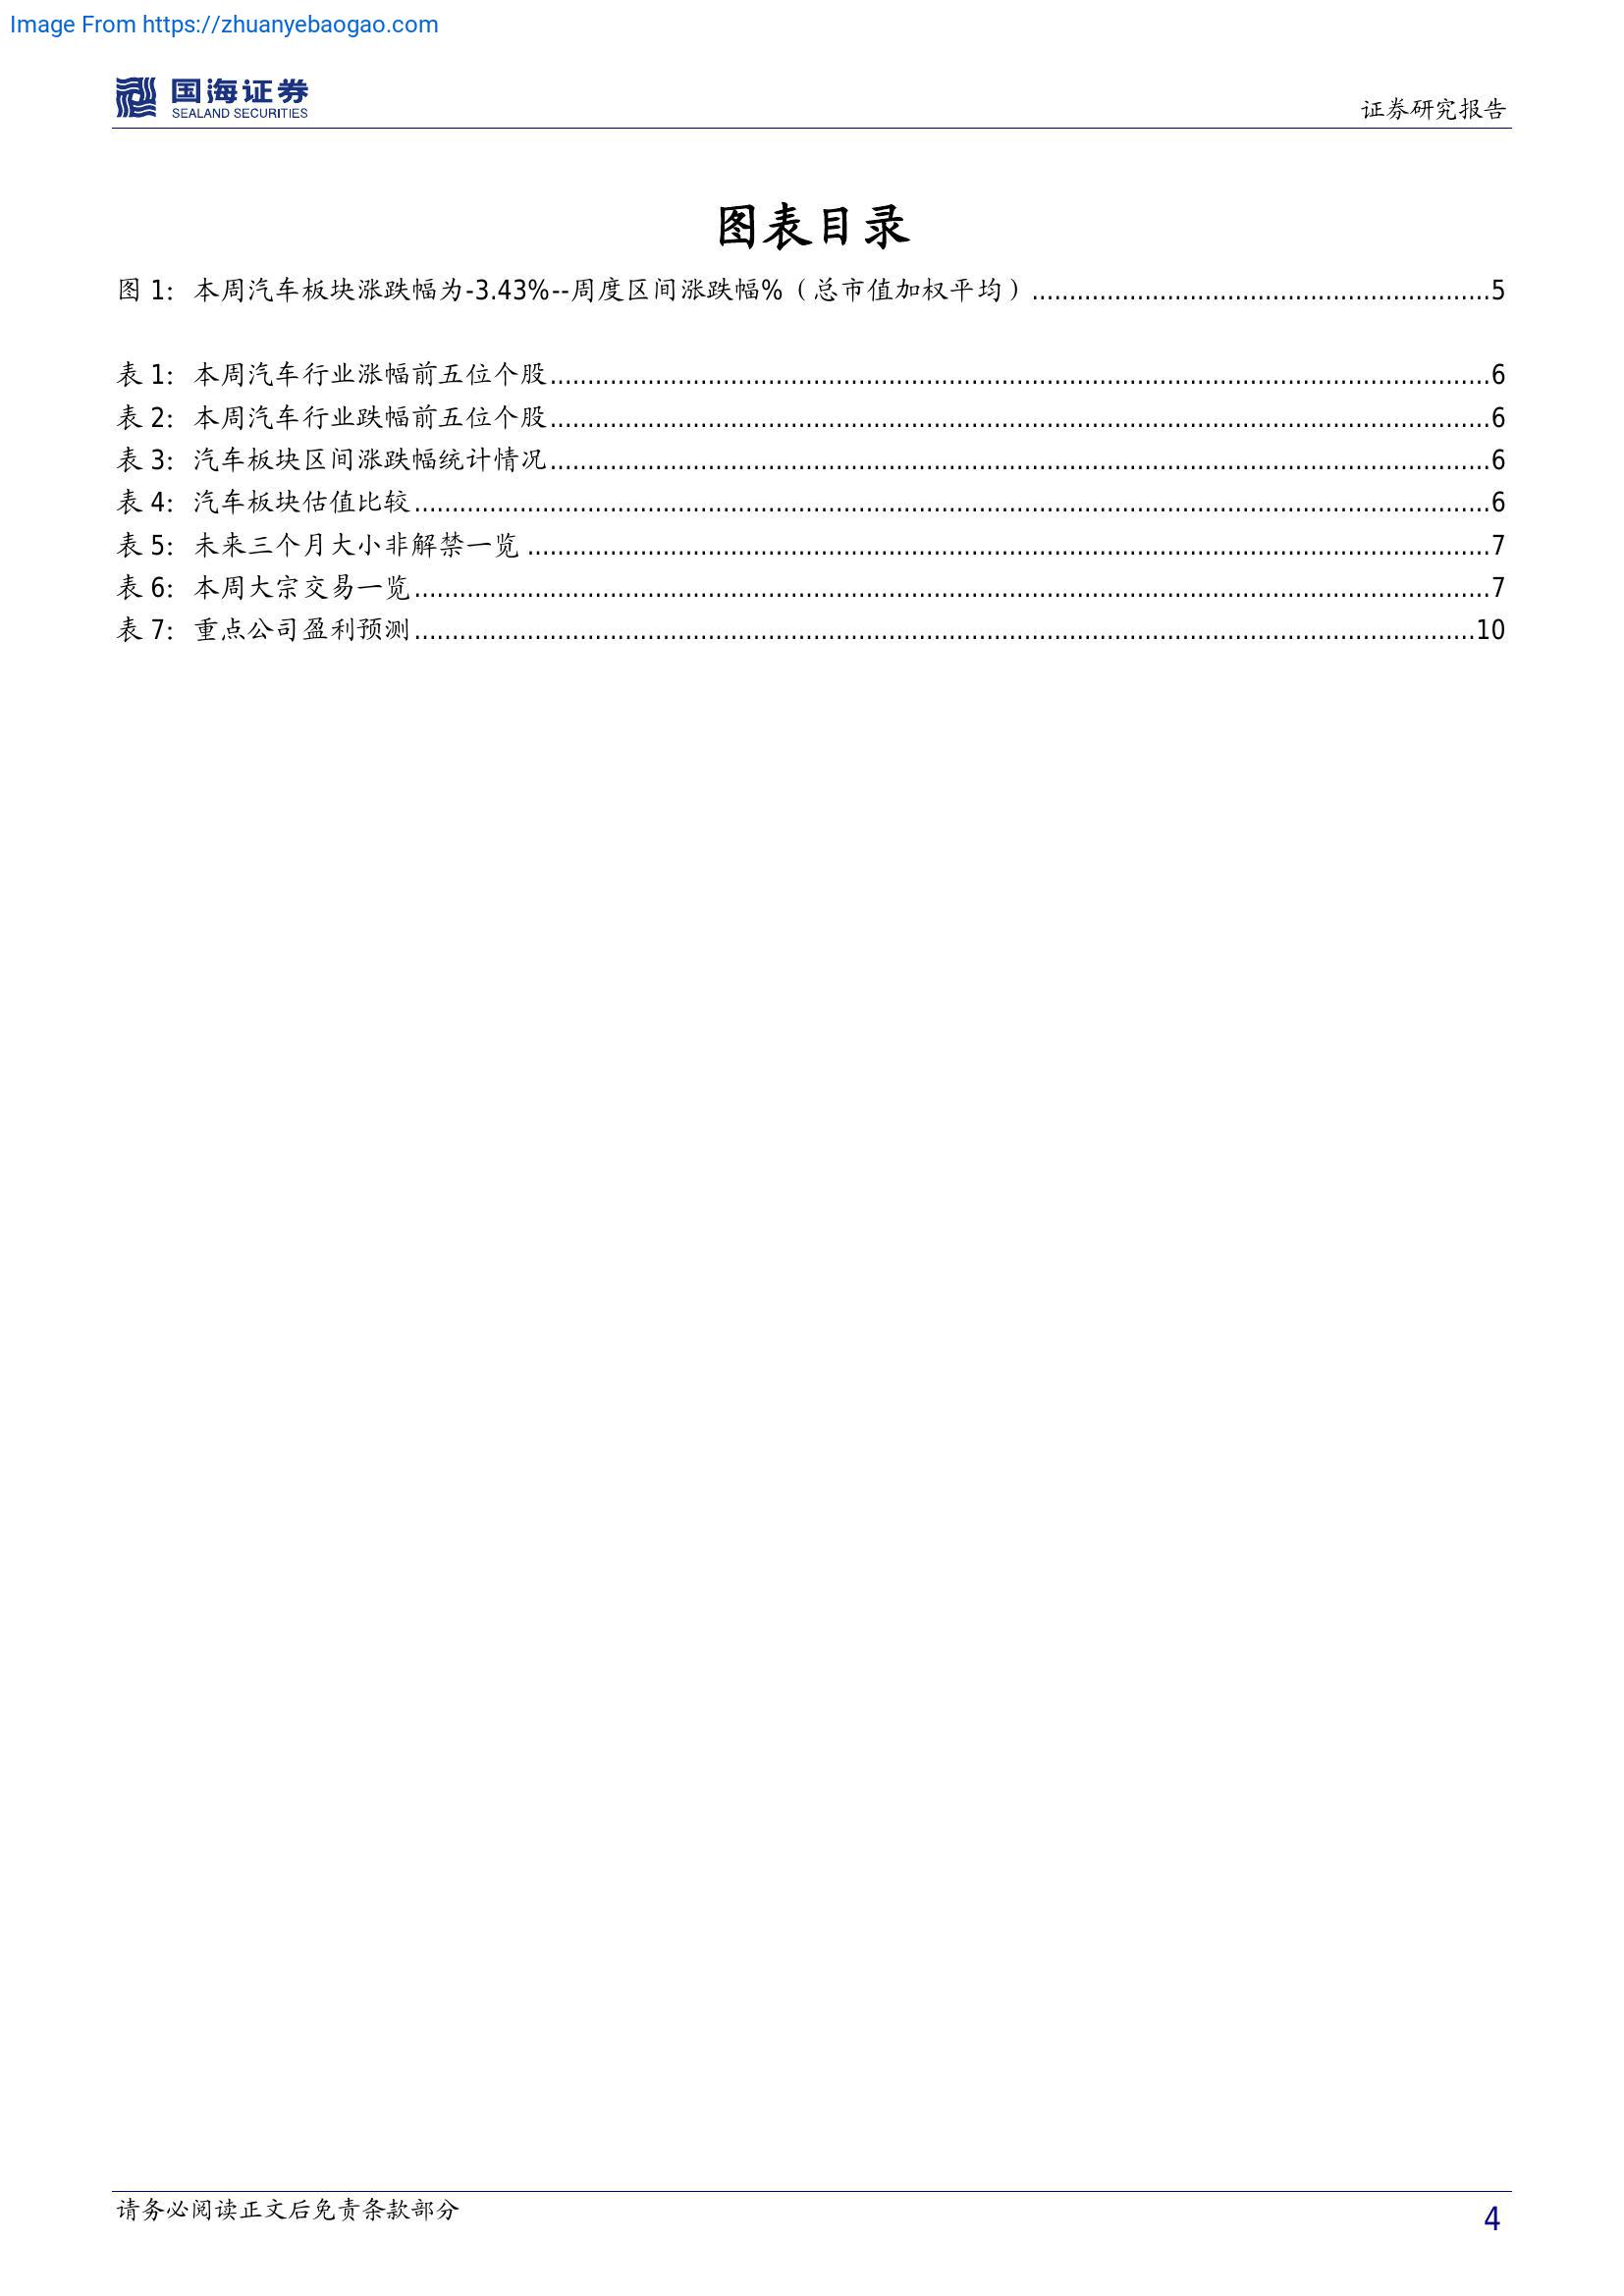 Image From https://zhuanyebaogao.com
国海证券
SEALAND SECURITIES
证券研究报告
图表目录
图 1: 本周汽车板块涨跌幅为-3.43%--周度区间涨跌幅%（总市值加权平均）......5
表 1: 本周汽车行业涨幅前五位个股......6
表 2: 本周汽车行业跌幅前五位个股......6
表 3: 汽车板块区间涨跌幅统计情况......6
表 4: 汽车板块估值比较......6
表 5: 未来三个月大小非解禁一览......7
表 6: 本周大宗交易一览......7
表 7: 重点公司盈利预测......10
请务必阅读正文后免责条款部分
4